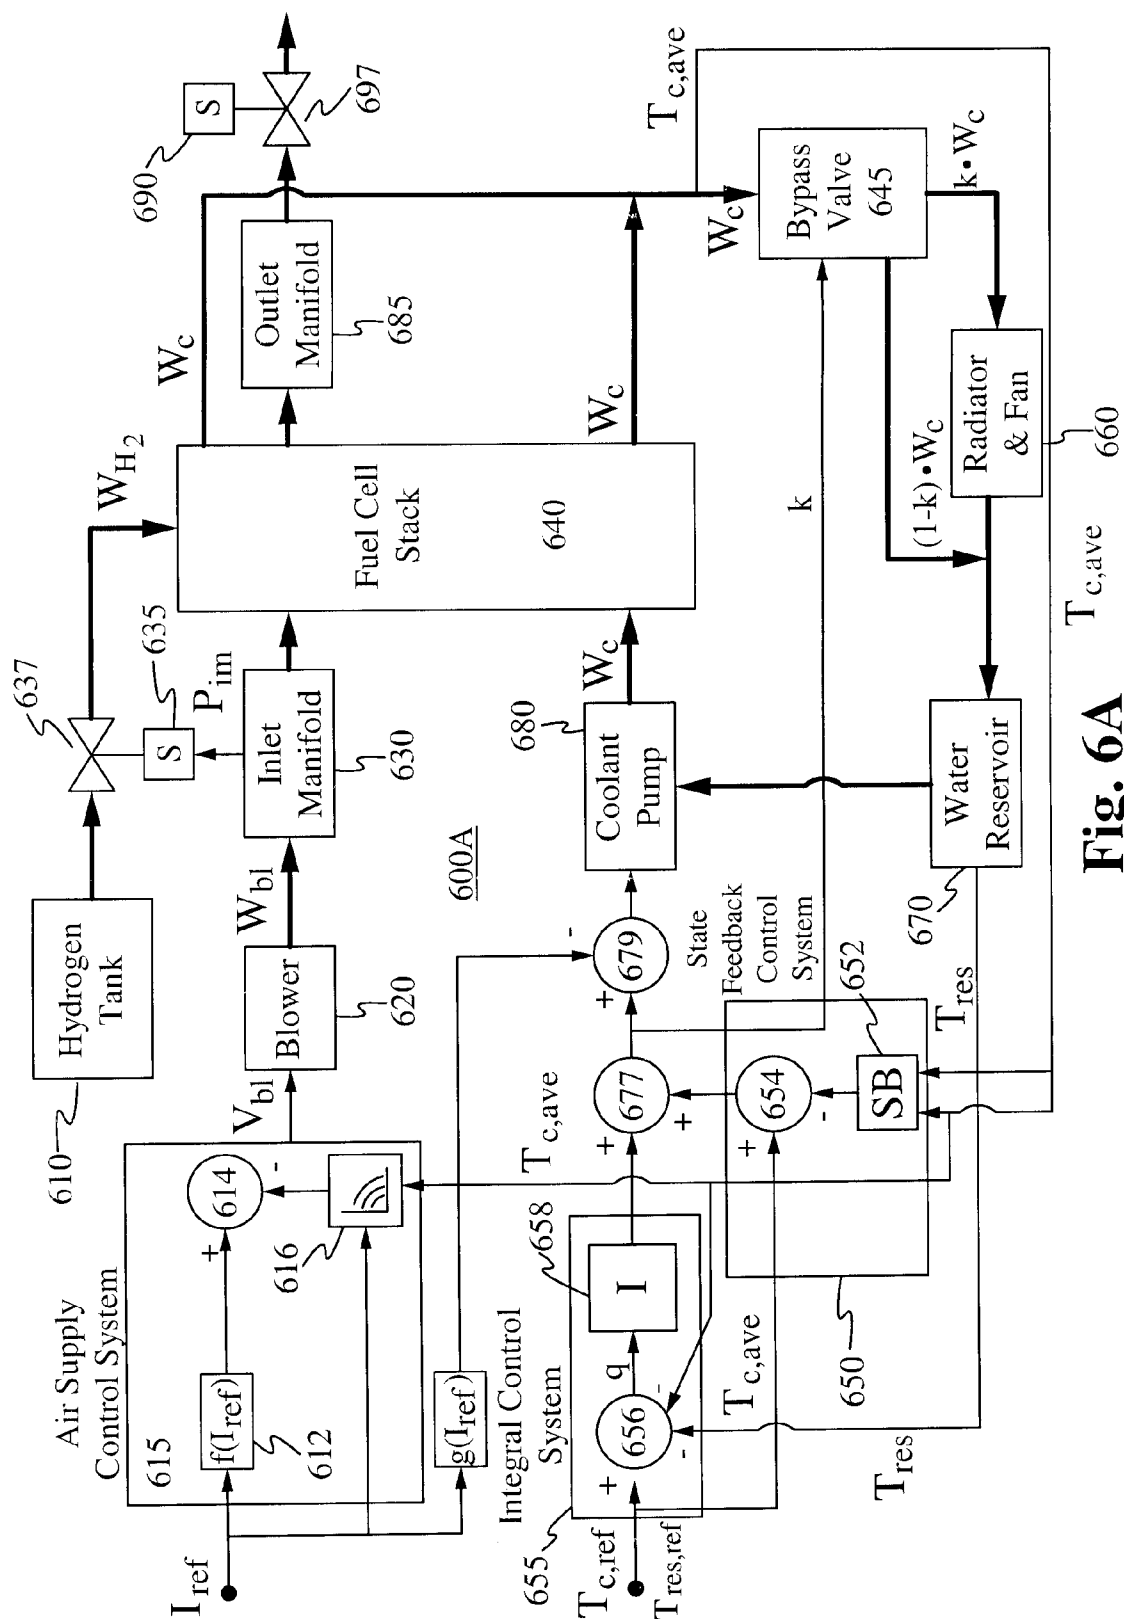 I_ref
Air Supply
Control System
615
f(I_ref)
612
614
+
-
616
V_bl
Hydrogen
Tank
610
Blower
620
W_bl
Inlet
Manifold
630
P_im
S
635
637
W_H2
Fuel Cell
Stack
640
W_c
Outlet
Manifold
685
S
690
697
600A
g(I_ref)
Integral Control
System
655
T_c,ref
T_res,ref
+
656
-
-
q
I
658
T_c,ave
+
677
+
+
679
-
Coolant
Pump
680
W_c
W_c
State
Feedback
Control
System
650
+
654
-
SB
652
T_c,ave
T_res
T_res
k
W_c
Bypass
Valve
645
T_c,ave
k•W_c
(1-k)•W_c
Radiator
& Fan
660
Water
Reservoir
670
T_c,ave
Fig. 6A